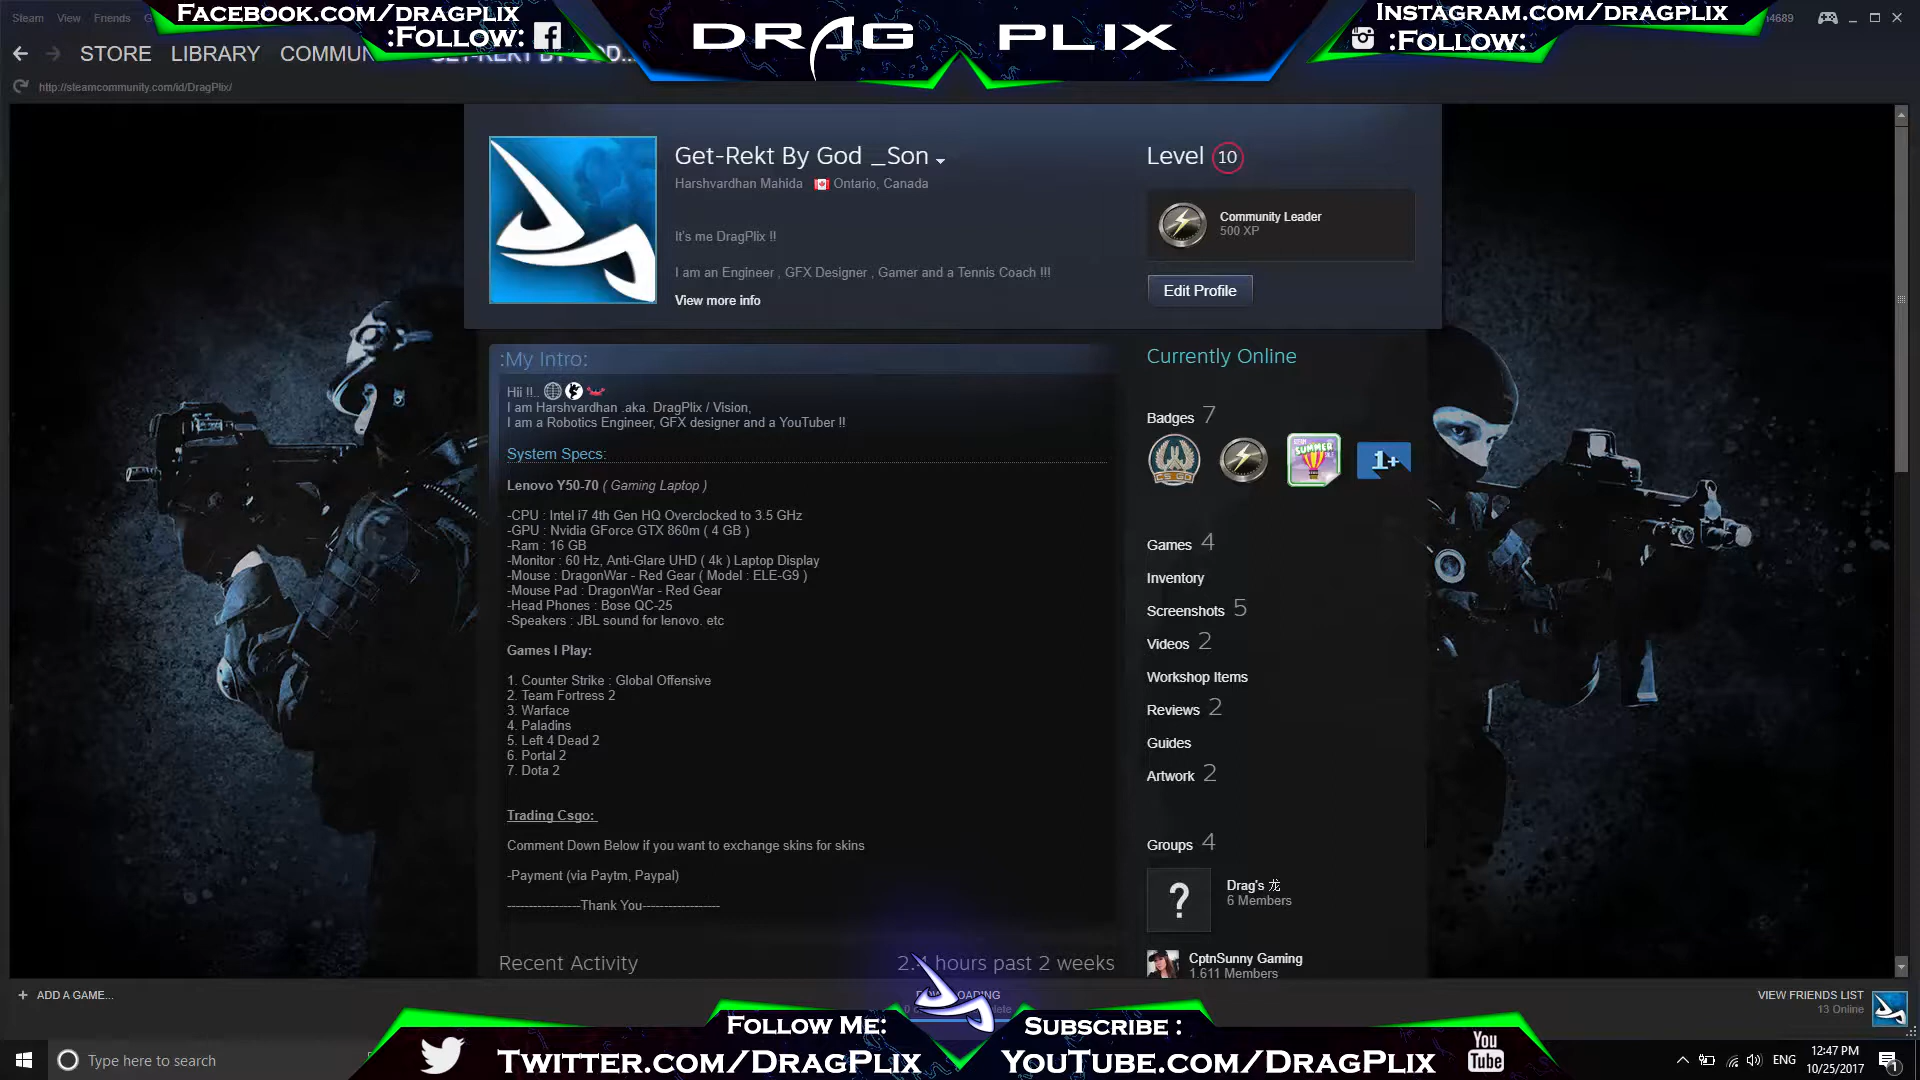 Facebook.com/dragplix
:Follow:
DRAG PLIX
Instagram.com/dragplix
:Follow:
Steam View Friends
a4689
STORE LIBRARY
http://steamcommunity.com/id/DragPlix/
Get-Rekt By God _Son
Harshvardhan Mahida Ontario, Canada
It's me DragPlix !!
I am an Engineer , GFX Designer , Gamer and a Tennis Coach !!!
View more info
Level 10
Community Leader
500 XP
Edit Profile
:My Intro:
Hii !!..
I am Harshvardhan .aka. DragPlix / Vision,
I am a Robotics Engineer, GFX designer and a YouTuber !!
System Specs:
Lenovo Y50-70 ( Gaming Laptop )
-CPU : Intel i7 4th Gen HQ Overclocked to 3.5 GHz
-GPU : Nvidia GForce GTX 860m ( 4 GB )
-Ram : 16 GB
-Monitor : 60 Hz, Anti-Glare UHD ( 4k ) Laptop Display
-Mouse : DragonWar - Red Gear ( Model : ELE-G9 )
-Mouse Pad : DragonWar - Red Gear
-Head Phones : Bose QC-25
-Speakers : JBL sound for lenovo. etc
Games I Play:
1. Counter Strike : Global Offensive
2. Team Fortress 2
3. Warface
4. Paladins
5. Left 4 Dead 2
6. Portal 2
7. Dota 2
Trading Csgo:
Comment Down Below if you want to exchange skins for skins
-Payment (via Paytm, Paypal)
-----------------Thank You------------------
Recent Activity
2.4 hours past 2 weeks
Currently Online
Badges 7
CS GO
SUMMER
1+
Games 4
Inventory
Screenshots 5
Videos 2
Workshop Items
Reviews 2
Guides
Artwork 2
Groups 4
?
Drag's 龙
6 Members
CptnSunny Gaming
1,611 Members
+ ADD A GAME...
VIEW FRIENDS LIST
13 Online
Follow Me:
Twitter.com/DragPlix
Subscribe :
YouTube.com/DragPlix
You
Tube
Type here to search
ENG
12:47 PM
10/25/2017
1